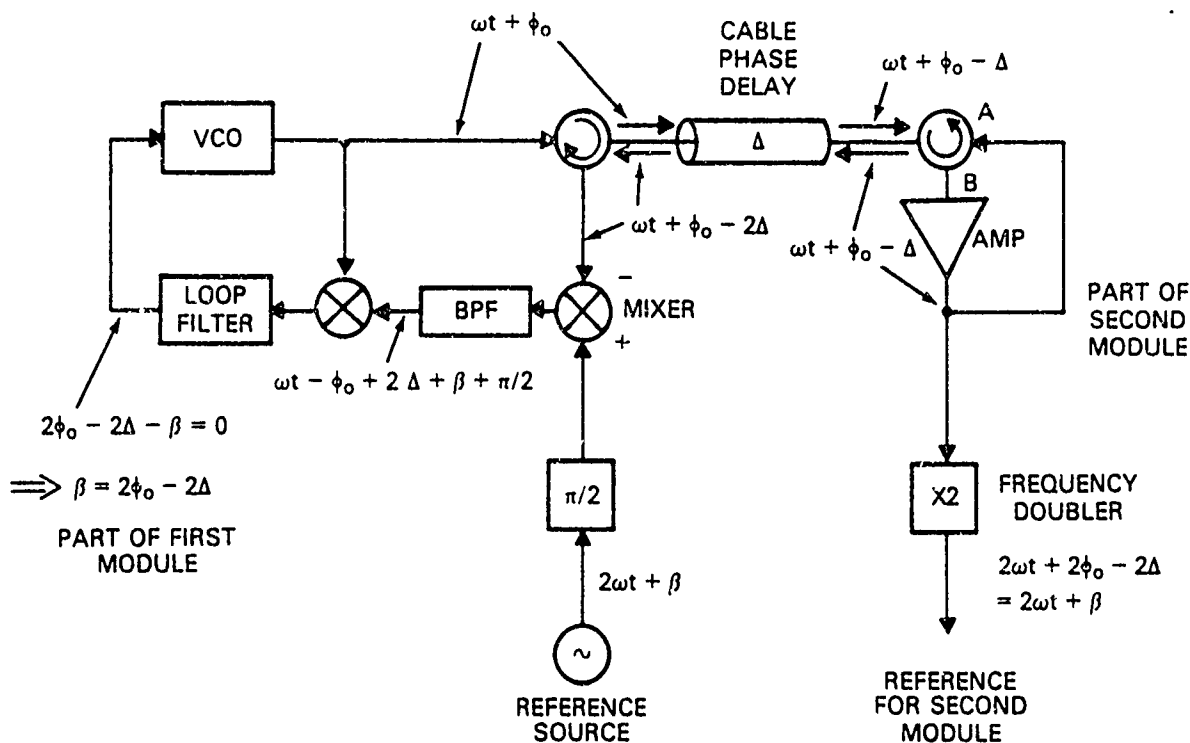 ωt + ϕₒ
CABLE
PHASE
DELAY
ωt + ϕₒ − Δ
VCO
Δ
A
B
ωt + ϕₒ − 2Δ
ωt + ϕₒ − Δ
AMP
LOOP
FILTER
BPF
−
MIXER
+
PART OF
SECOND
MODULE
ωt − ϕₒ + 2 Δ + β + π/2
2ϕₒ − 2Δ − β = 0
⇒ β = 2ϕₒ − 2Δ
PART OF FIRST
MODULE
π/2
X2
FREQUENCY
DOUBLER
2ωt + β
2ωt + 2ϕₒ − 2Δ
= 2ωt + β
~
REFERENCE
SOURCE
REFERENCE
FOR SECOND
MODULE